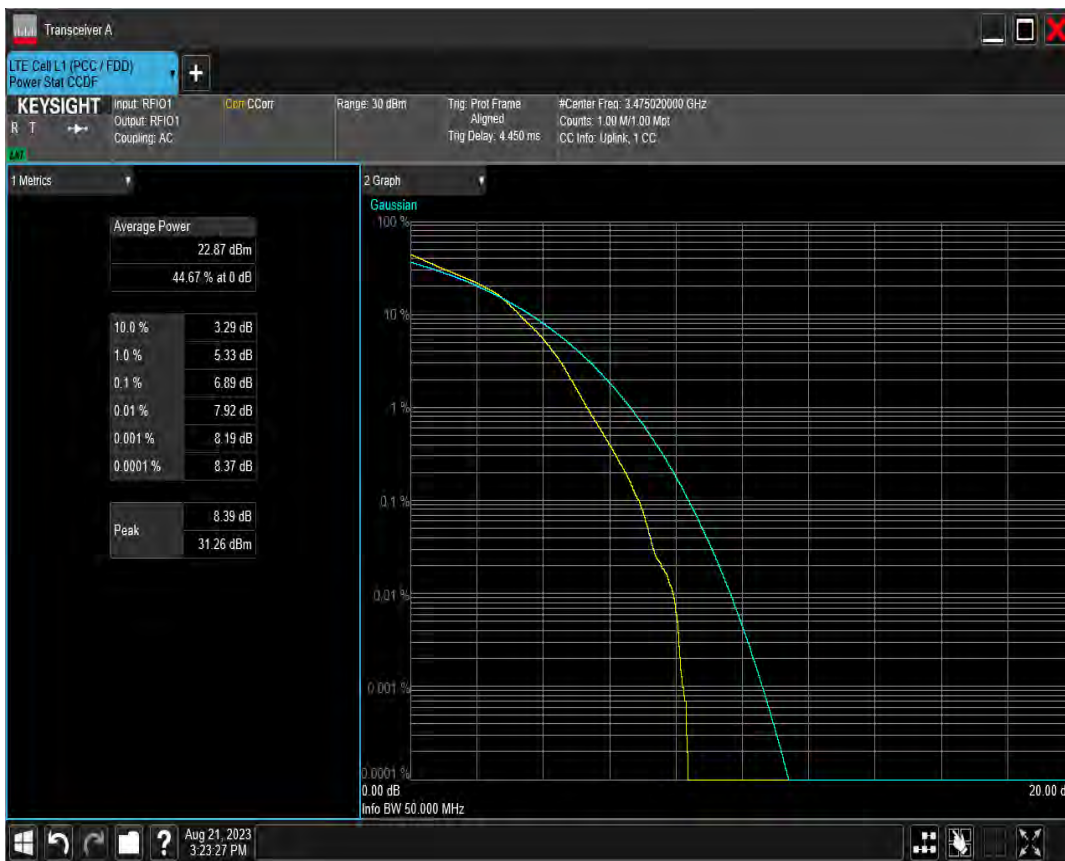 Transceiver A
LTE Cell L1 (PCC / FDD)
Power Stat CCDF
+
KEYSIGHT
R T
LXI
Input: RFIO1
Output: RFIO1
Coupling: AC
Corr CCorr
Range: 30 dBm
Trig: Prot Frame
Aligned
Trig Delay: 4.450 ms
#Center Freq: 3.475020000 GHz
Counts: 1.00 M/1.00 Mpt
CC Info: Uplink, 1 CC
1 Metrics
Average Power
22.87 dBm
44.67 % at 0 dB
10.0 % 3.29 dB
1.0 % 5.33 dB
0.1 % 6.89 dB
0.01 % 7.92 dB
0.001 % 8.19 dB
0.0001 % 8.37 dB
Peak
8.39 dB
31.26 dBm
2 Graph
Gaussian
100 %
10 %
1 %
0.1 %
0.01 %
0.001 %
0.0001 %
0.00 dB
20.00 d
Info BW 50.000 MHz
?
Aug 21, 2023
3:23:27 PM